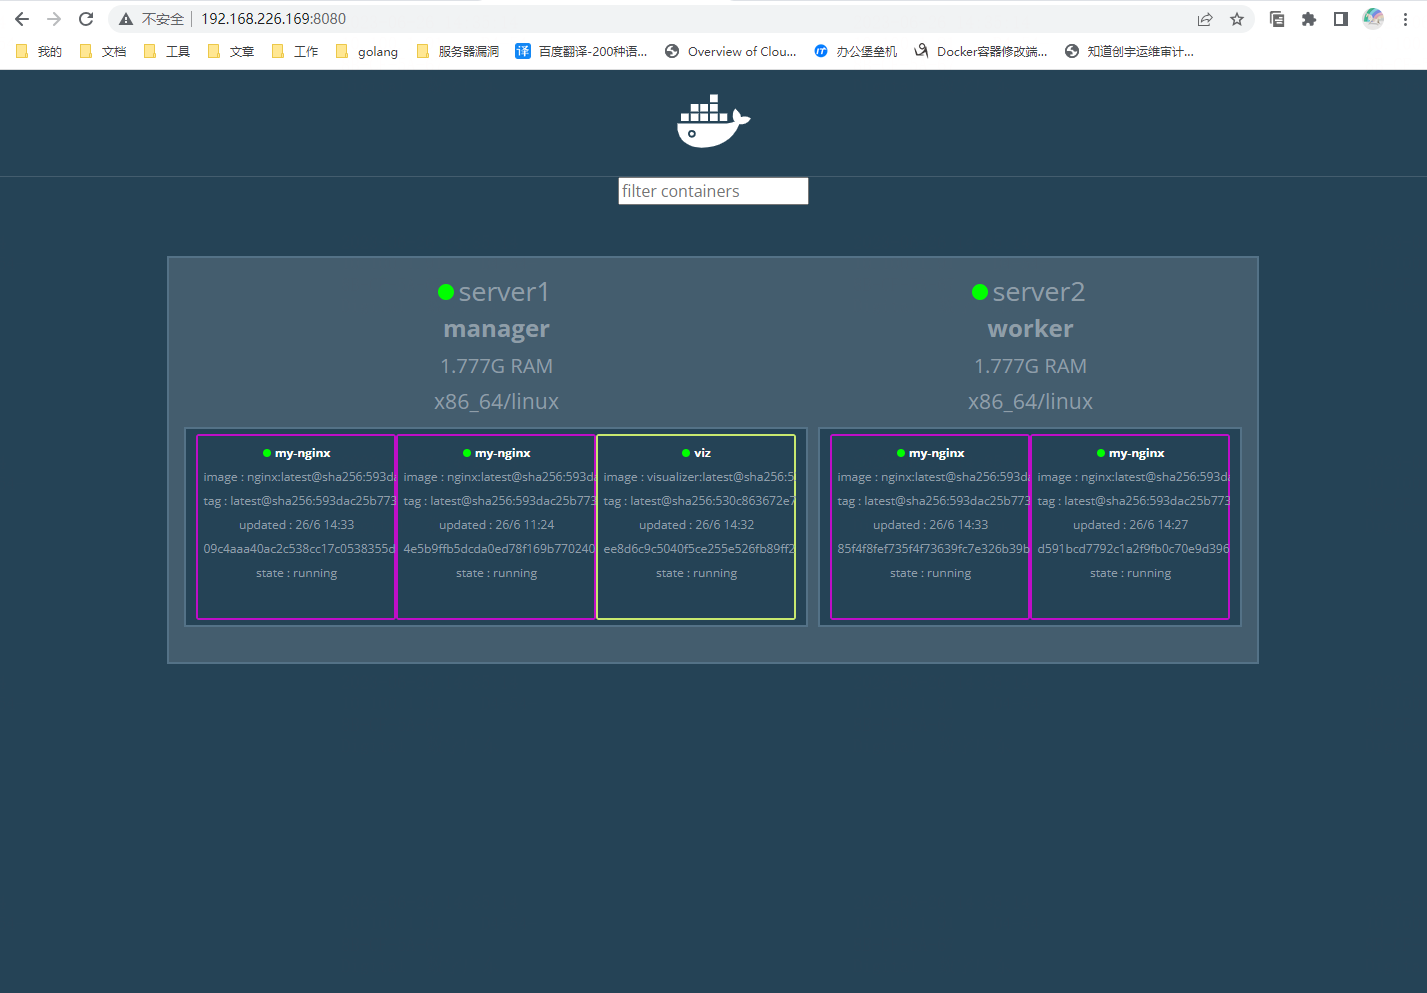 不安全 192.168.226.169:8080
我的 文档 工具 文章 工作 golang 服务器漏洞 译 百度翻译-200种语... Overview of Clou... IT 办公堡垒机 Docker容器修改端... 知道创宇运维审计...
filter containers
server1
manager
1.777G RAM
x86_64/linux
my-nginx
image : nginx:latest@sha256:593da
tag : latest@sha256:593dac25b773
updated : 26/6 14:33
09c4aaa40ac2c538cc17c0538355d
state : running
my-nginx
image : nginx:latest@sha256:593da
tag : latest@sha256:593dac25b773
updated : 26/6 11:24
4e5b9ffb5dcda0ed78f169b770240
state : running
viz
image : visualizer:latest@sha256:5
tag : latest@sha256:530c863672e7
updated : 26/6 14:32
ee8d6c9c5040f5ce255e526fb89ff2
state : running
server2
worker
1.777G RAM
x86_64/linux
my-nginx
image : nginx:latest@sha256:593da
tag : latest@sha256:593dac25b773
updated : 26/6 14:33
85f4f8fef735f4f73639fc7e326b39b
state : running
my-nginx
image : nginx:latest@sha256:593da
tag : latest@sha256:593dac25b773
updated : 26/6 14:27
d591bcd7792c1a2f9fb0c70e9d396
state : running